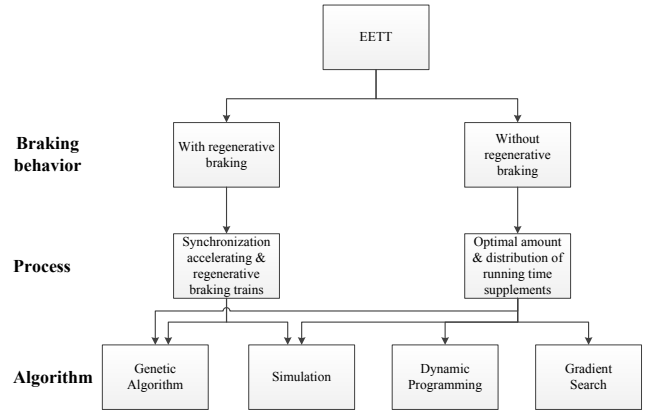 EETT
Braking
behavior
With regenerative
braking
Without
regenerative
braking
Process
Synchronization
accelerating &
regenerative
braking trains
Optimal amount
& distribution of
running time
supplements
Algorithm
Genetic
Algorithm
Simulation
Dynamic
Programming
Gradient
Search